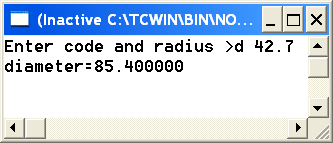 (Inactive C:\TCWIN\BIN\NO...
Enter code and radius >d 42.7
diameter=85.400000